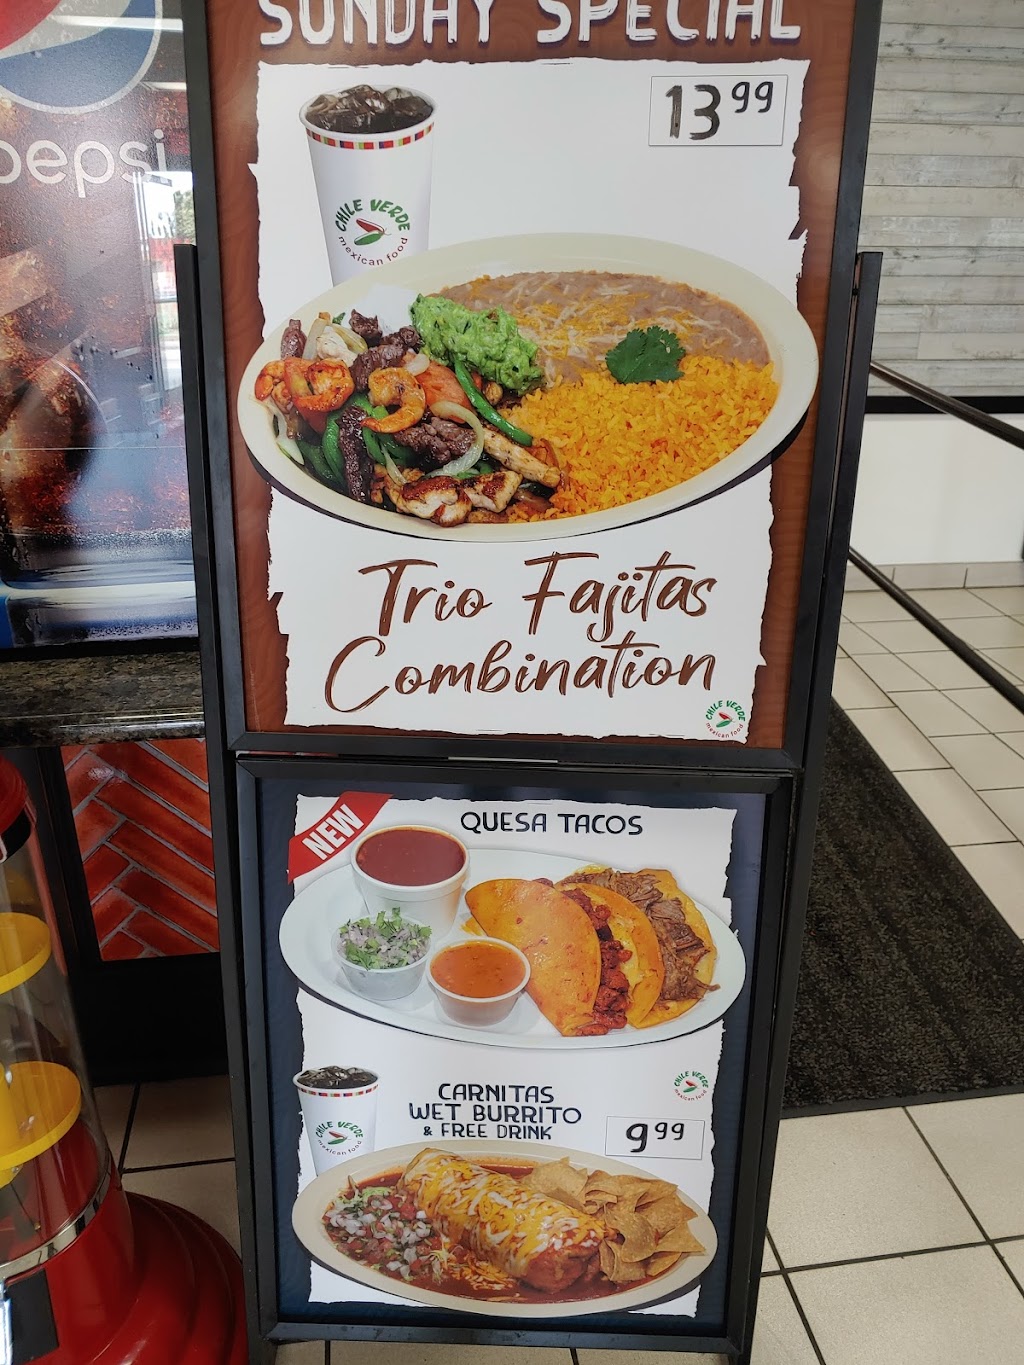 SUNDAY SPECIAL
13 99
pepsi
CHILE VERDE
mexican food
Trio Fajitas
Combination
CHILE VERDE
mexican food
NEW
QUESA TACOS
CARNITAS
WET BURRITO
& FREE DRINK
9 99
CHILE VERDE
mexican food
CHILE VERDE
mexican food